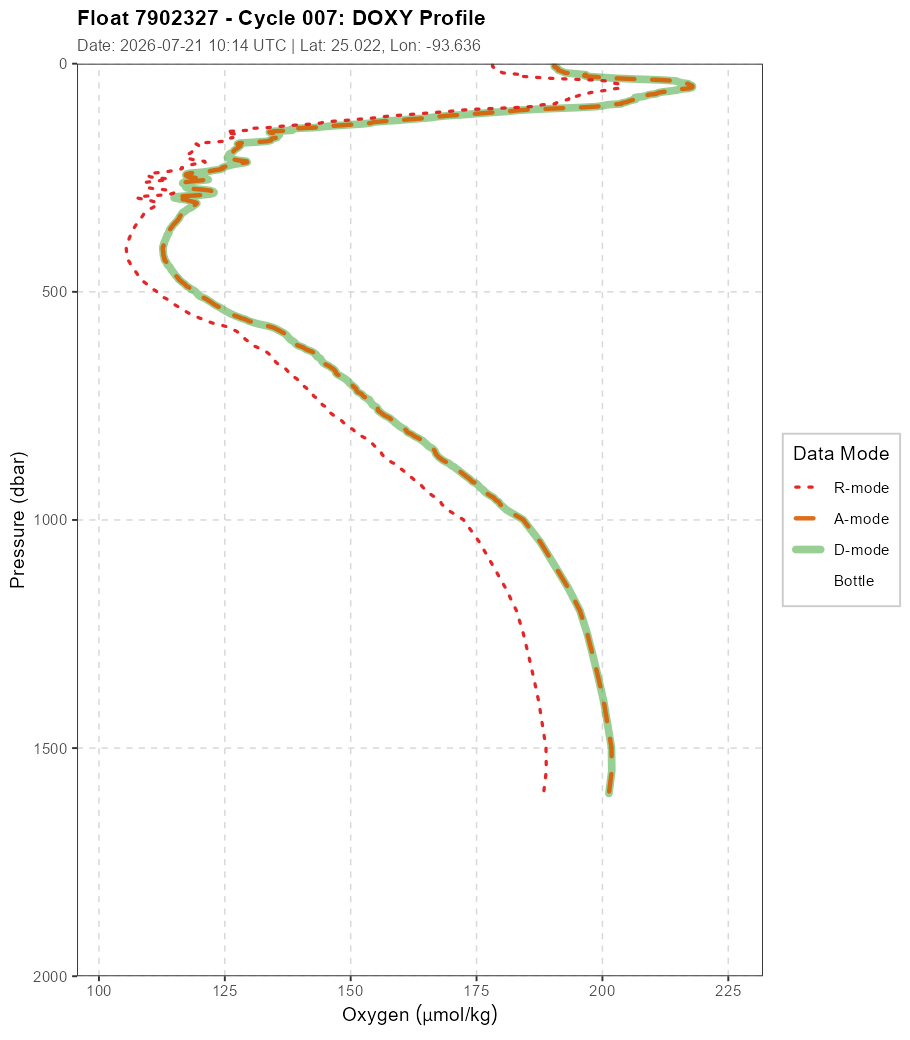 Float 7902327 - Cycle 007: DOXY Profile
Date: 2026-07-21 10:14 UTC | Lat: 25.022, Lon: -93.636
0
500
1000
1500
2000
Pressure (dbar)
100 125 150 175 200 225
Oxygen (μmol/kg)
Data Mode
R-mode
A-mode
D-mode
Bottle